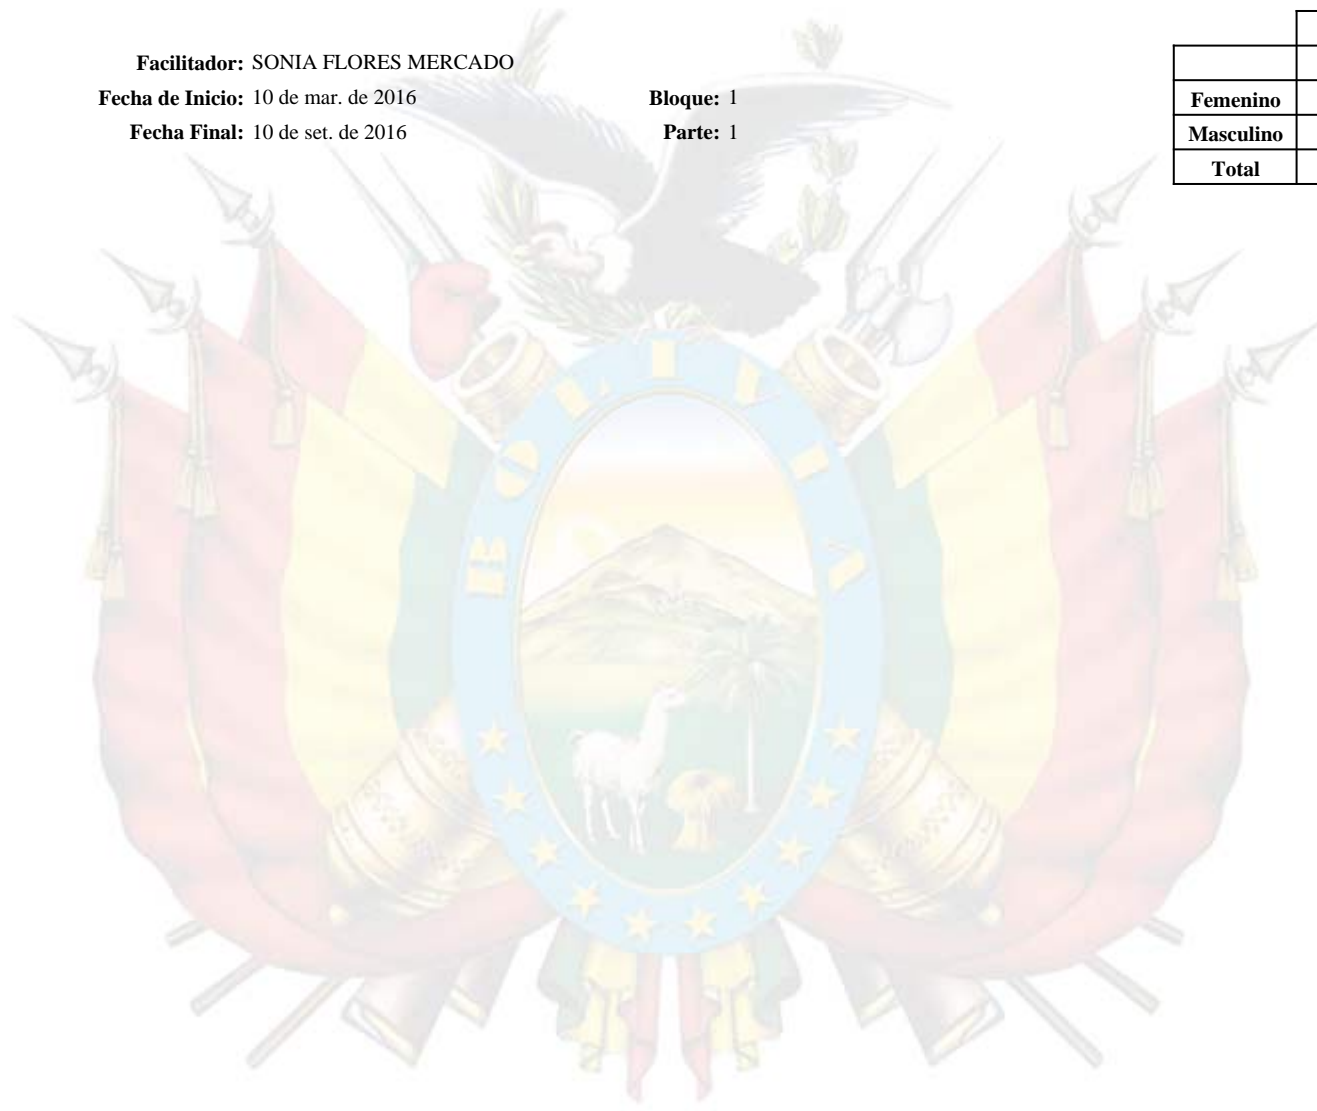 Facilitador: SONIA FLORES MERCADO
Fecha de Inicio: 10 de mar. de 2016 Bloque: 1
Fecha Final: 10 de set. de 2016 Parte: 1
Femenino
Masculino
Total
BOLIVIA